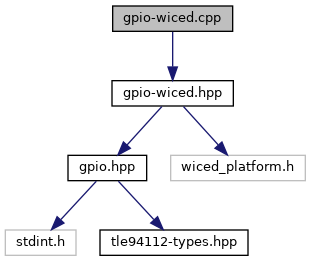 gpio-wiced.cpp
gpio-wiced.hpp
gpio.hpp
wiced_platform.h
stdint.h
tle94112-types.hpp